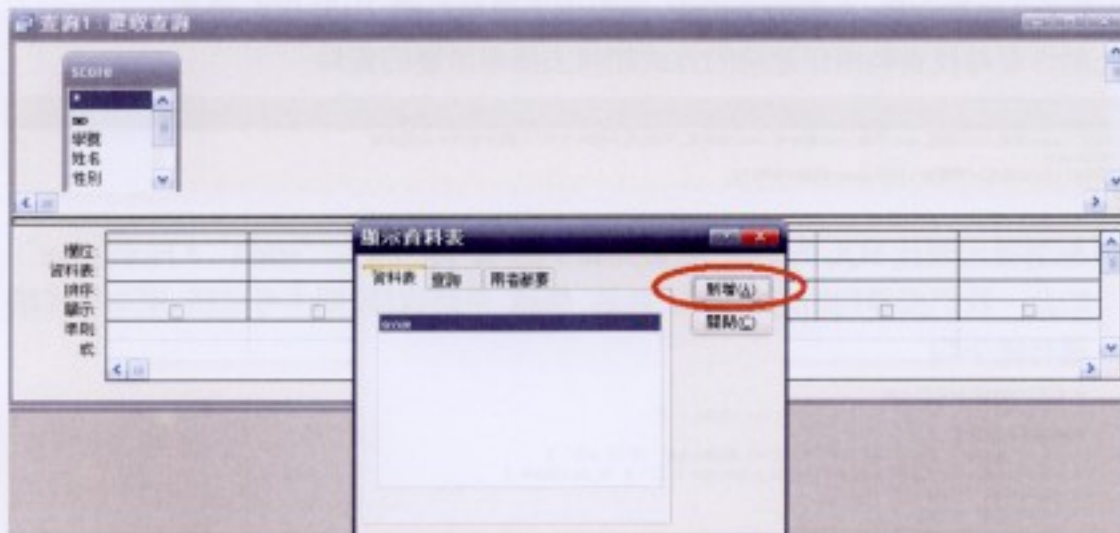 查詢1：選取查詢
score
*
no
學號
姓名
性別
欄位:
資料表:
排序:
顯示:
準則:
或:
顯示資料表
資料表 查詢 兩者都要
score
新增(A)
關閉(C)